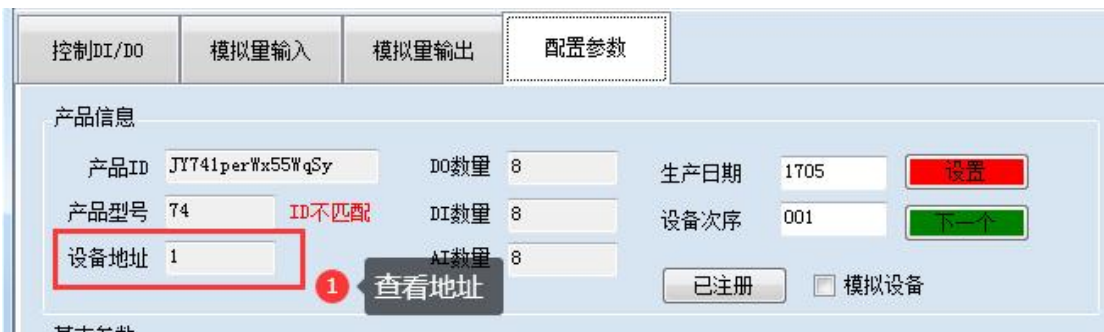 控制DI/DO 模拟量输入 模拟量输出 配置参数
产品信息
产品ID JY741perWx55WqSy DO数量 8 生产日期 1705 设置
产品型号 74 ID不匹配 DI数量 8 设备次序 001 下一个
设备地址 1 AI数量 8
1 查看地址 已注册 模拟设备
基本参数